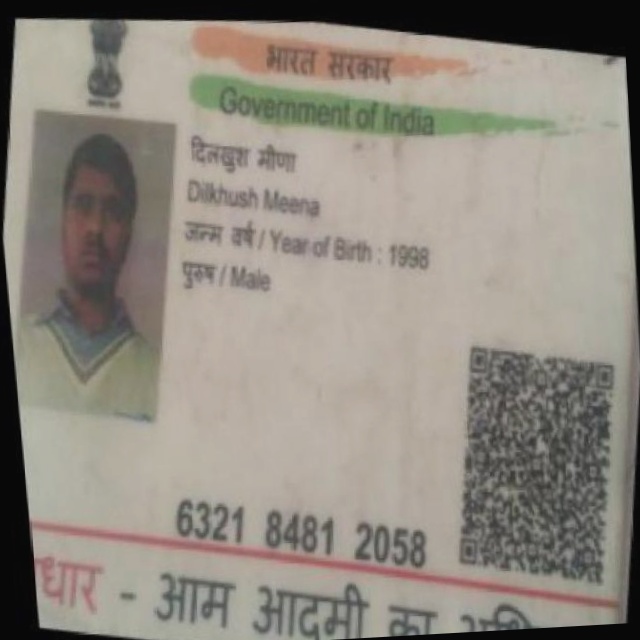 भारत सरकार
Government of India
दिलखुश मीणा
Dilkhush Meena
जन्म वर्ष / Year of Birth : 1998
पुरुष / Male
6321 8481 2058
धार - आम आदमी का